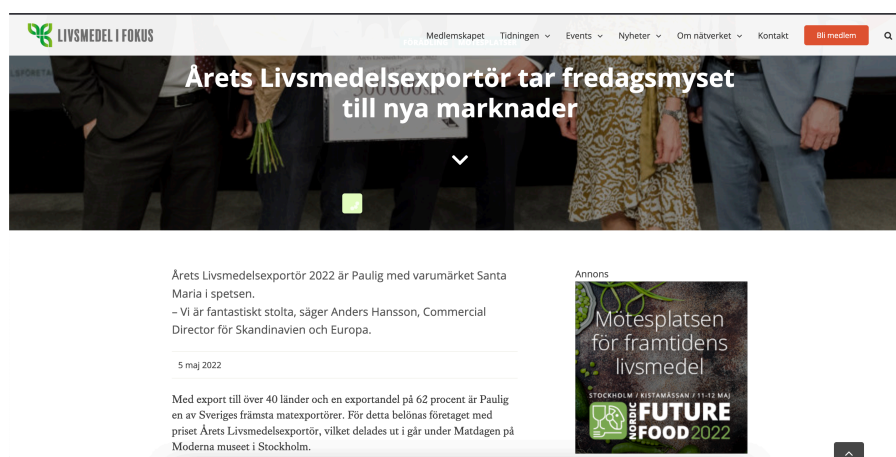 LIVSMEDEL I FOKUS
Medlemskapet Tidningen Events Nyheter Om nätverket Kontakt Bli medlem
500 000 SEK
Årets Livsmedelsexportör tar fredagsmyset
till nya marknader
Årets Livsmedelsexportör 2022 är Paulig med varumärket Santa
Maria i spetsen.
– Vi är fantastiskt stolta, säger Anders Hansson, Commercial
Director för Skandinavien och Europa.
5 maj 2022
Med export till över 40 länder och en exportandel på 62 procent är Paulig
en av Sveriges främsta matexportörer. För detta belönas företaget med
priset Årets Livsmedelsexportör, vilket delades ut i går under Matdagen på
Moderna museet i Stockholm.
Annons
Mötesplatsen
för framtidens
livsmedel
STOCKHOLM / KISTAMÄSSAN / 11-12 MAJ
NORDIC
FUTURE
FOOD2022